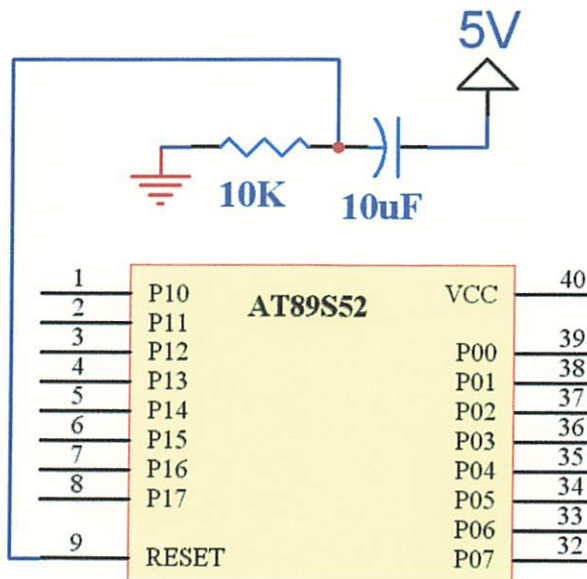 5V
10K
10uF
AT89S52
1 P10
2 P11
3 P12
4 P13
5 P14
6 P15
7 P16
8 P17
9 RESET
VCC 40
P00 39
P01 38
P02 37
P03 36
P04 35
P05 34
P06 33
P07 32